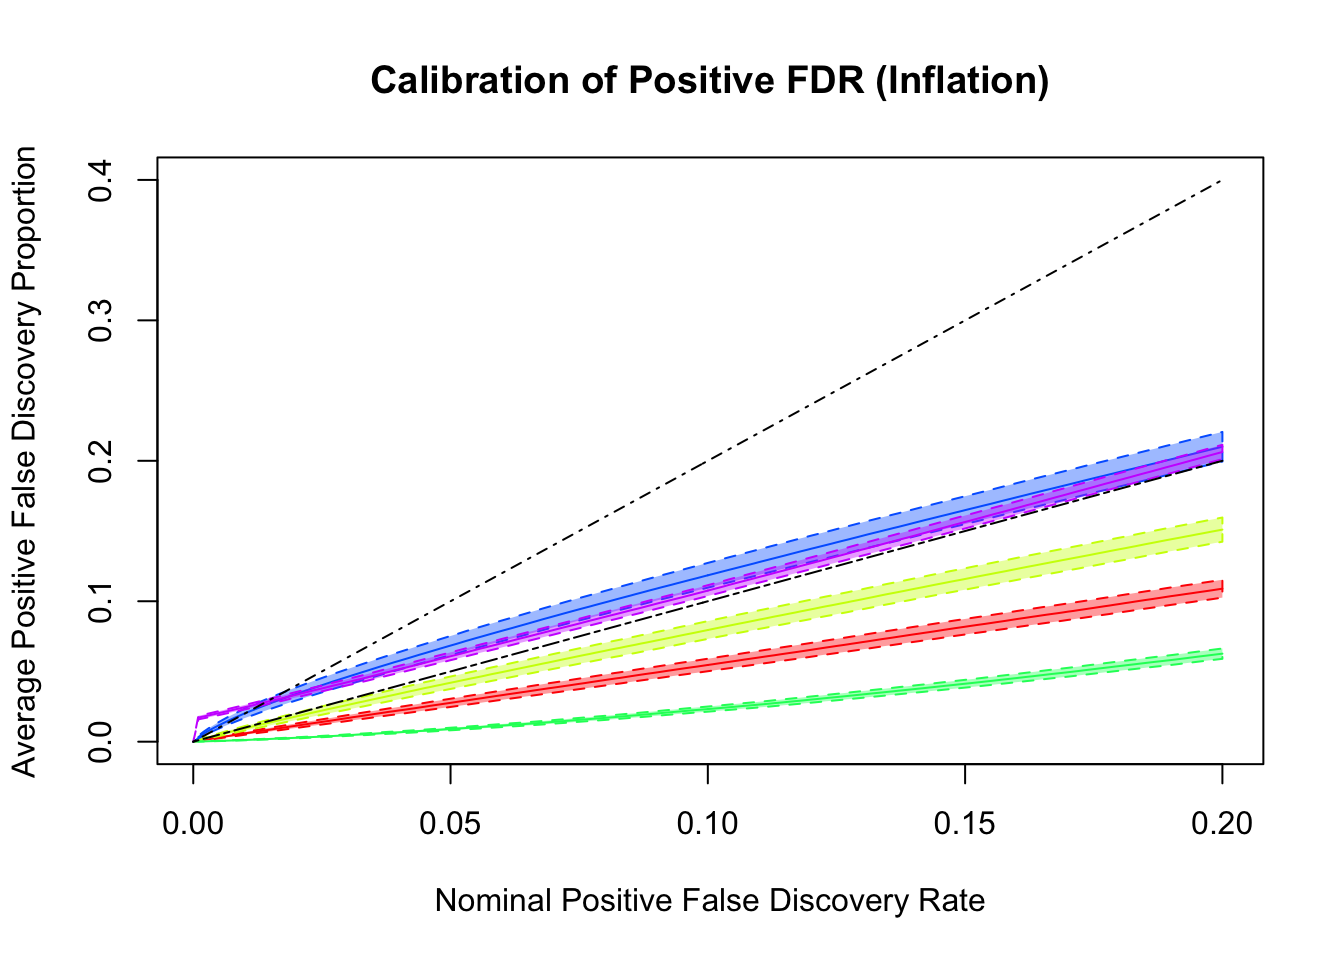 Calibration of Positive FDR (Inflation)
Average Positive False Discovery Proportion
0.4
0.3
0.2
0.1
0.0
0.00 0.05 0.10 0.15 0.20
Nominal Positive False Discovery Rate